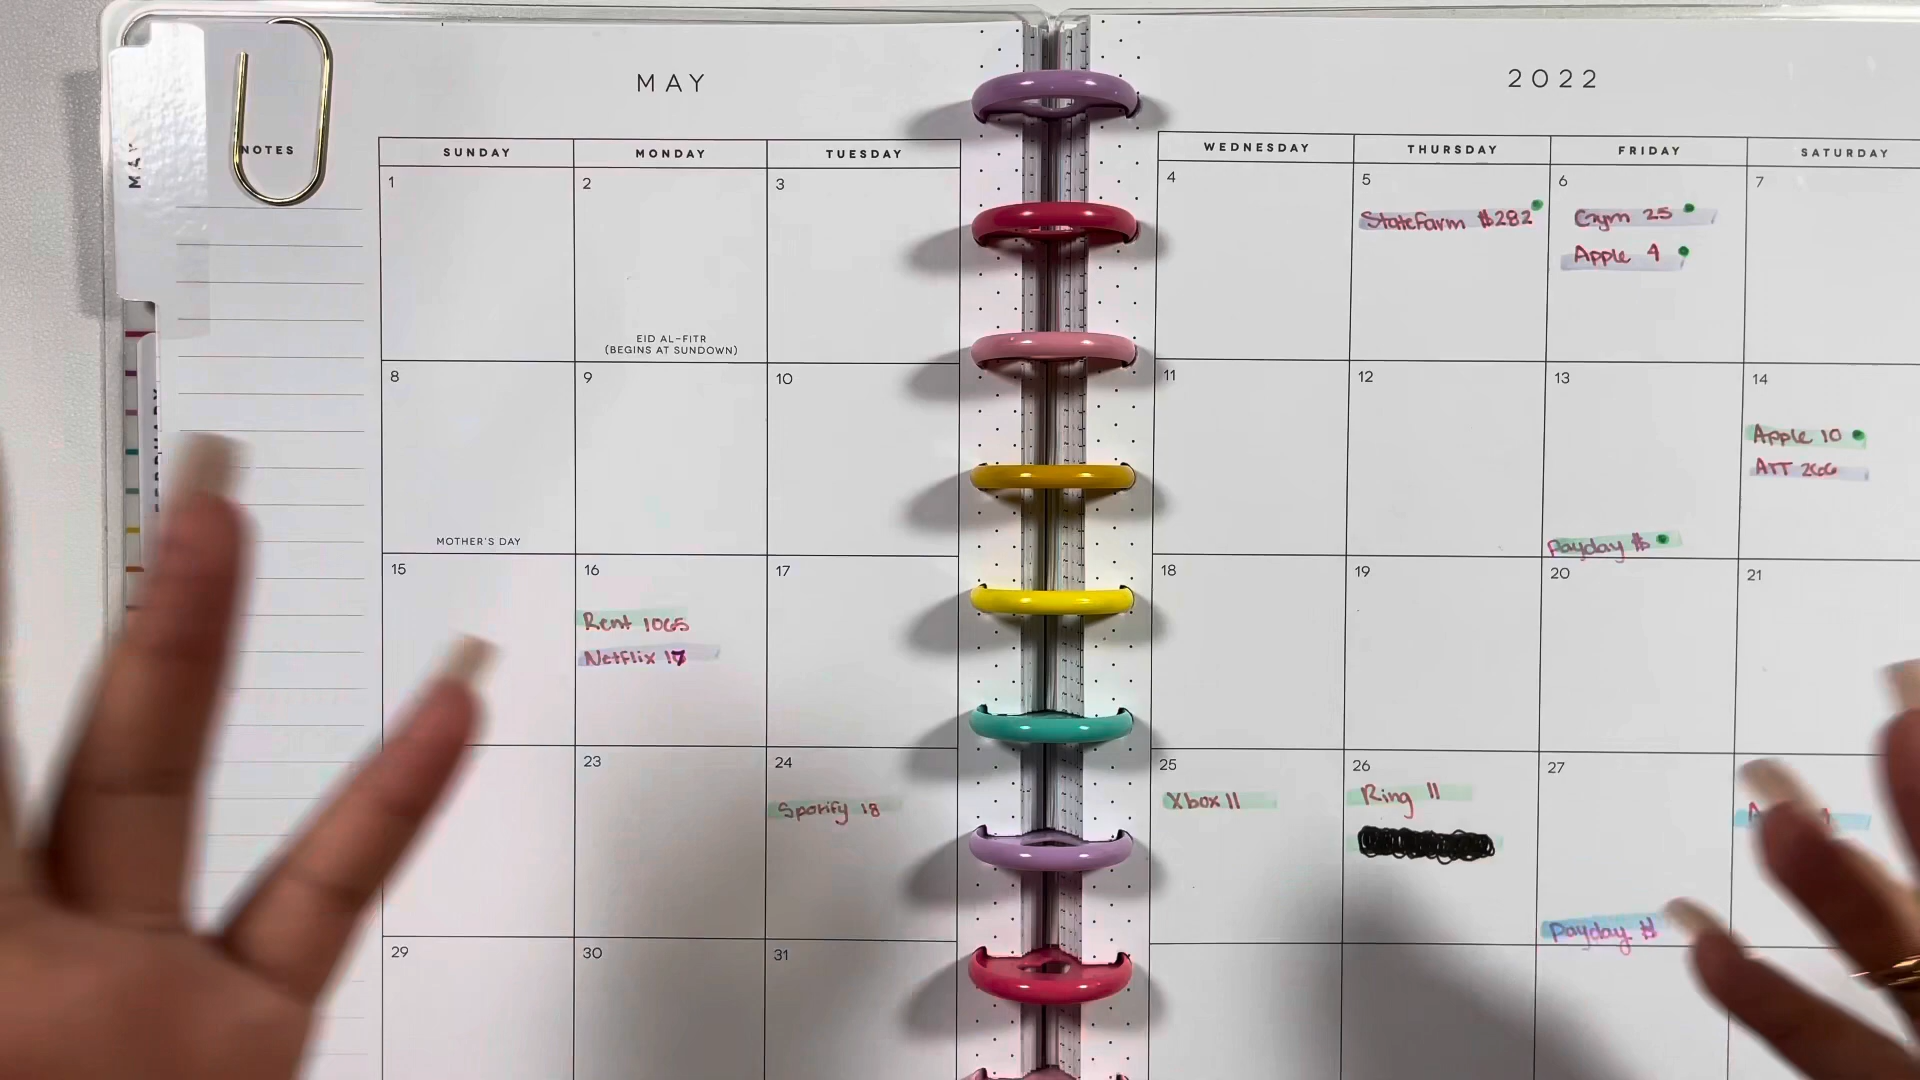 MAY
2022
MAY
NOTES
SUNDAY MONDAY TUESDAY WEDNESDAY THURSDAY FRIDAY SATURDAY
1 2 3 4 5 6 7
StateFarm $282
Gym 25
Apple 4
EID AL-FITR
(BEGINS AT SUNDOWN)
8 9 10 11 12 13 14
Apple 10
ATT 266
MOTHER'S DAY
Payday $
15 16 17 18 19 20 21
Rent 1065
Netflix
23 24 25 26 27
Spotify 18
Xbox 11
Ring 11
Payday $
29 30 31